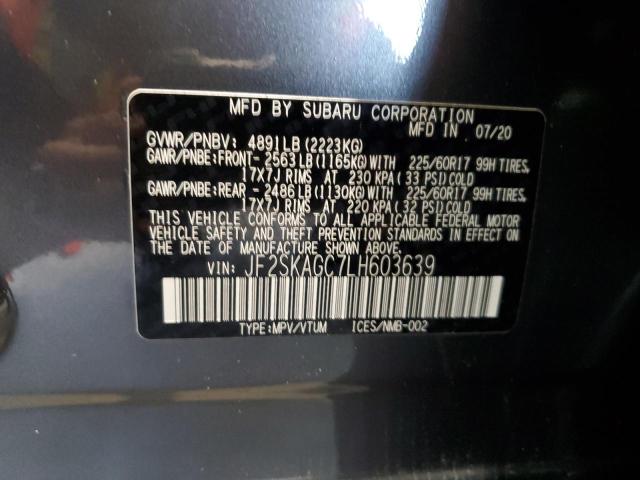 MFD BY SUBARU CORPORATION
MFD IN 07/20
GVWR/PNBV: 4891LB (2223KG)
GAWR/PNBE:FRONT- 2563LB(1165KG)WITH 225/60R17 99H TIRES,
17X7J RIMS AT 230 KPA (33 PSI)COLD
GAWR/PNBE:REAR - 2486LB(1130KG)WITH 225/60R17 99H TIRES,
17X7J RIMS AT 220 KPA(32 PSI)COLD
THIS VEHICLE CONFORMS TO ALL APPLICABLE FEDERAL MOTOR
VEHICLE SAFETY AND THEFT PREVENTION STANDARDS IN EFFECT ON
THE DATE OF MANUFACTURE SHOWN ABOVE.
VIN: JF2SKAGC7LH603639
TYPE:MPV/VTUM ICES/NMB-002